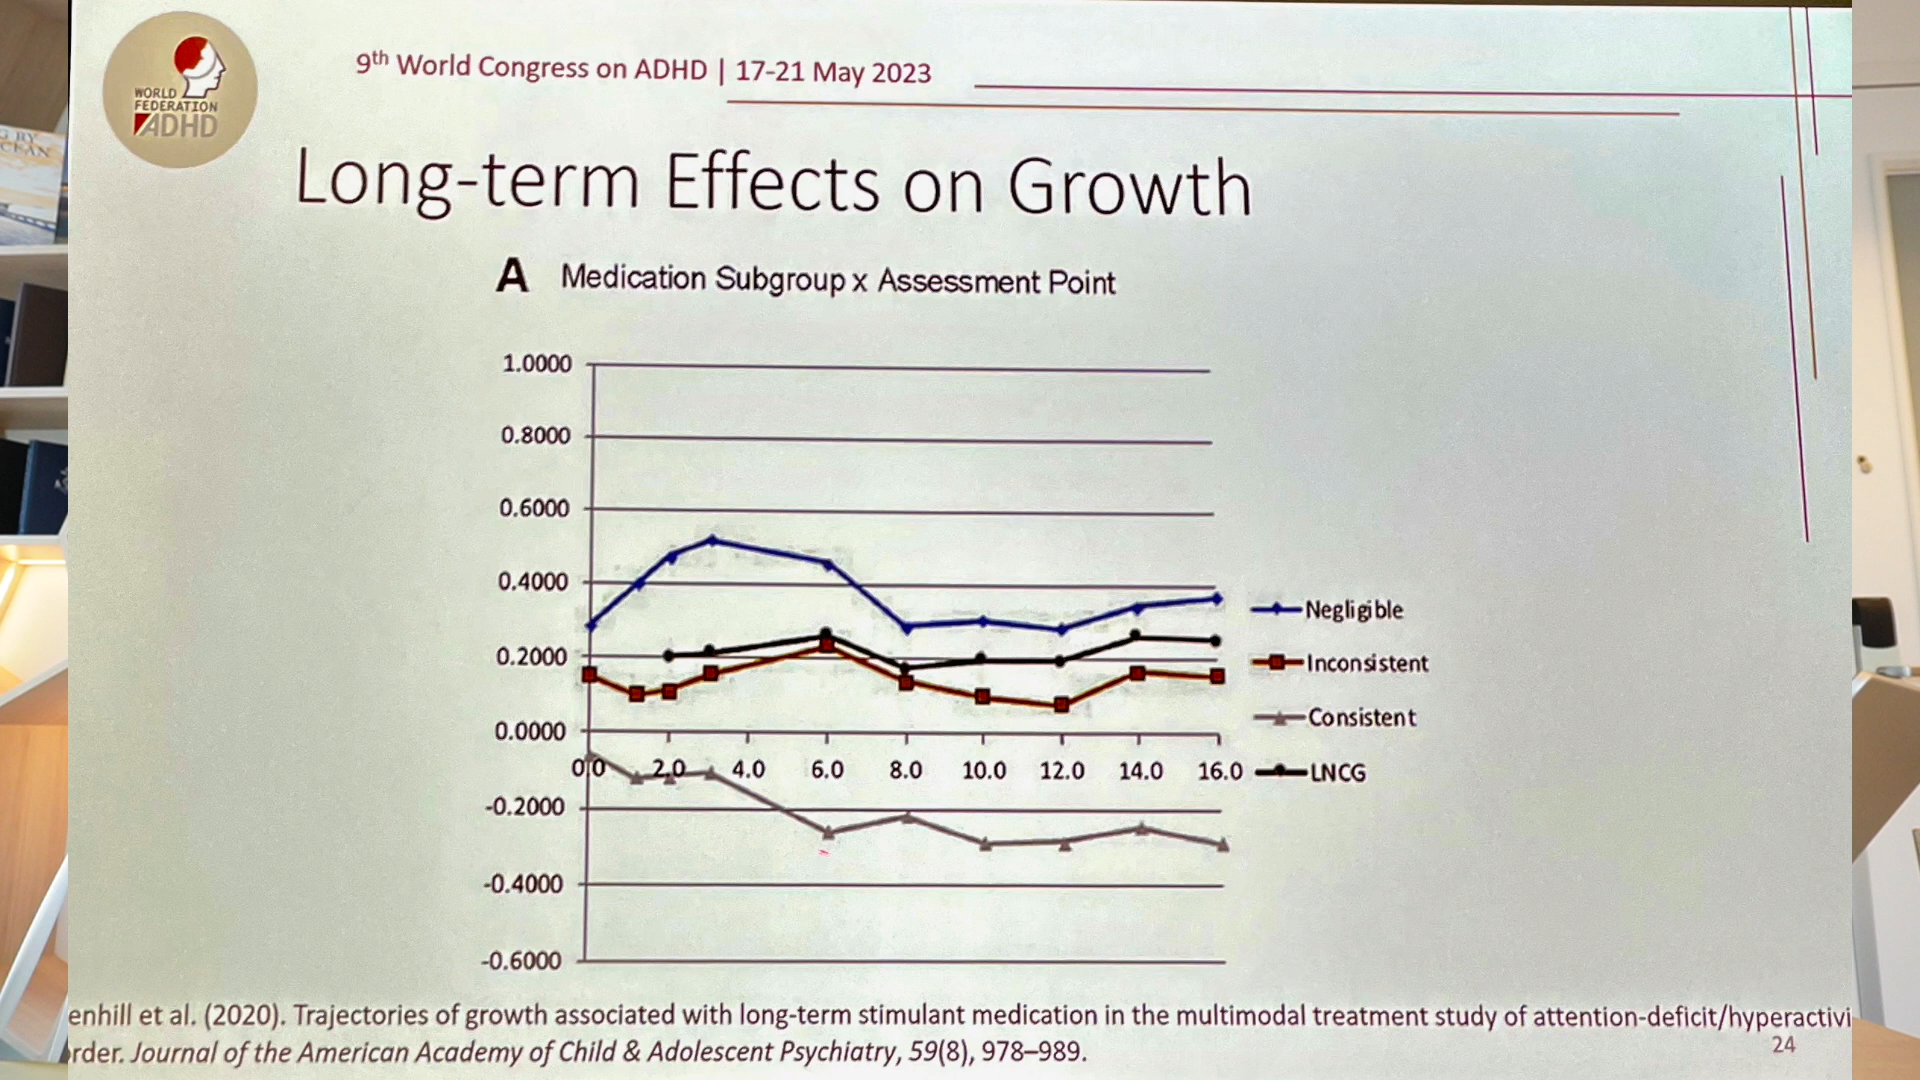 WORLD
FEDERATION
ADHD
9th World Congress on ADHD | 17-21 May 2023
Long-term Effects on Growth
A Medication Subgroup x Assessment Point
1.0000
0.8000
0.6000
0.4000
0.2000
0.0000
0.0 2.0 4.0 6.0 8.0 10.0 12.0 14.0 16.0
-0.2000
-0.4000
-0.6000
Negligible
Inconsistent
Consistent
LNCG
enhill et al. (2020). Trajectories of growth associated with long-term stimulant medication in the multimodal treatment study of attention-deficit/hyperactivi
rder. Journal of the American Academy of Child & Adolescent Psychiatry, 59(8), 978–989.
24